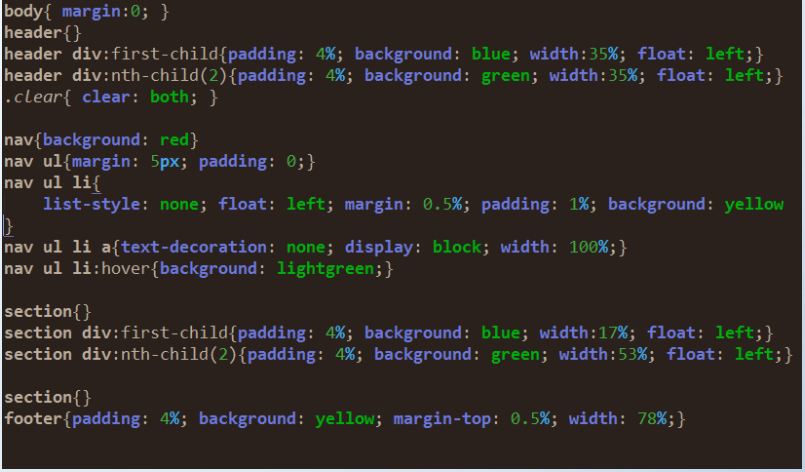 body{ margin:0; }
header{}
header div:first-child{padding: 4%; background: blue; width:35%; float: left;}
header div:nth-child(2){padding: 4%; background: green; width:35%; float: left;}
.clear{ clear: both; }
nav{background: red}
nav ul{margin: 5px; padding: 0;}
nav ul li{
list-style: none; float: left; margin: 0.5%; padding: 1%; background: yellow
}
nav ul li a{text-decoration: none; display: block; width: 100%;}
nav ul li:hover{background: lightgreen;}
section{}
section div:first-child{padding: 4%; background: blue; width:17%; float: left;}
section div:nth-child(2){padding: 4%; background: green; width:53%; float: left;}
section{}
footer{padding: 4%; background: yellow; margin-top: 0.5%; width: 78%;}